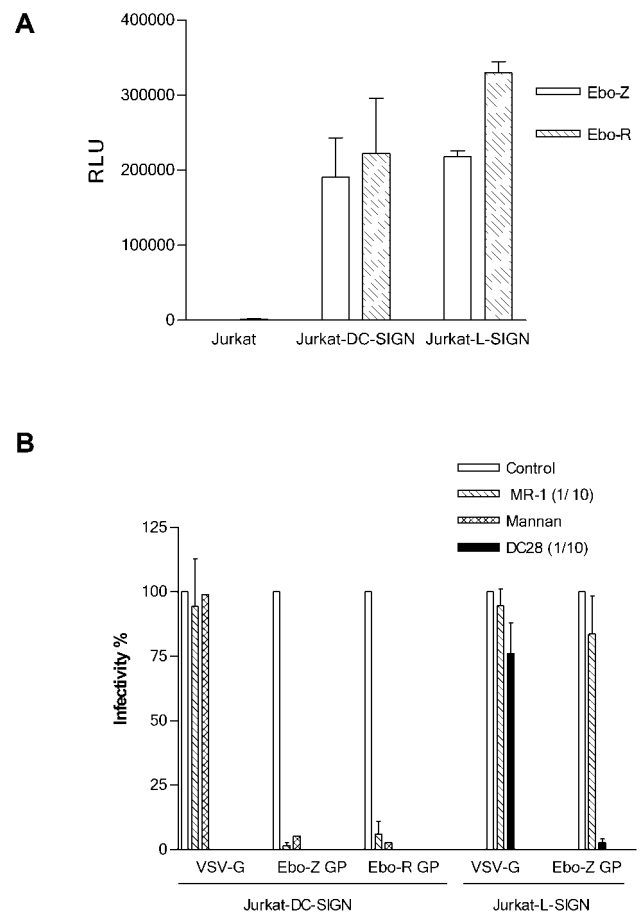 A
400000
300000
200000
100000
0
RLU
Ebo-Z
Ebo-R
Jurkat
Jurkat-DC-SIGN
Jurkat-L-SIGN
B
Control
MR-1 (1/ 10)
Mannan
DC28 (1/10)
125
100
75
50
25
0
Infectivity %
VSV-G
Ebo-Z GP
Ebo-R GP
VSV-G
Ebo-Z GP
Jurkat-DC-SIGN
Jurkat-L-SIGN